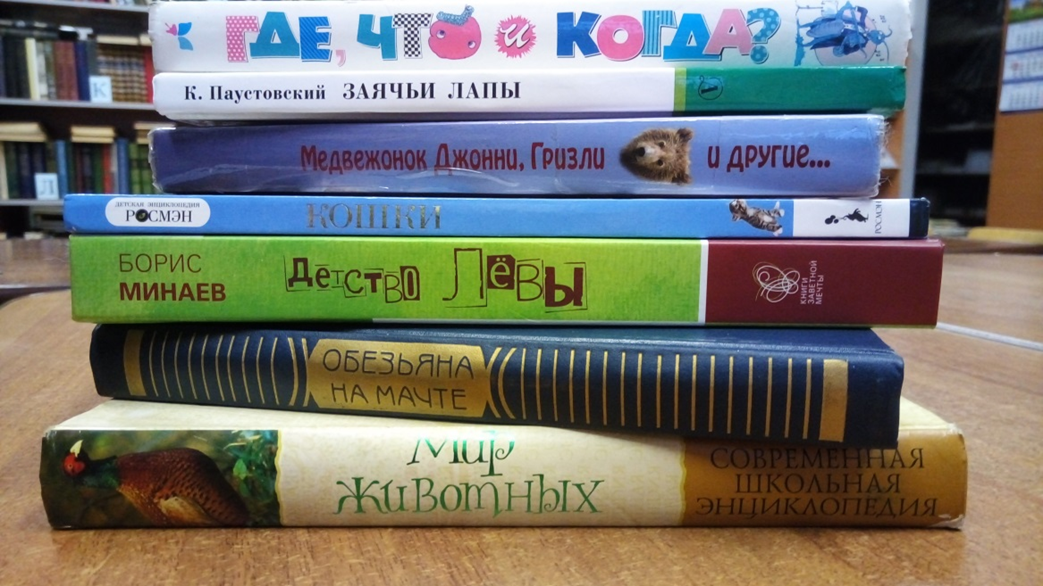 ГДЕ, ЧТО и КОГДА?
К. Паустовский ЗАЯЧЬИ ЛАПЫ
Медвежонок Джонни, Гризли и другие...
ДЕТСКАЯ ЭНЦИКЛОПЕДИЯ
РОСМЭН
КОШКИ
РОСМЭН
БОРИС
МИНАЕВ
ДЕТСТВО ЛЁВЫ
КНИГИ
ЗАВЕТНОЙ
МЕЧТЫ
ОБЕЗЬЯНА
НА МАЧТЕ
Мир
Животных
СОВРЕМЕННАЯ
ШКОЛЬНАЯ
ЭНЦИКЛОПЕДИЯ
К
Л